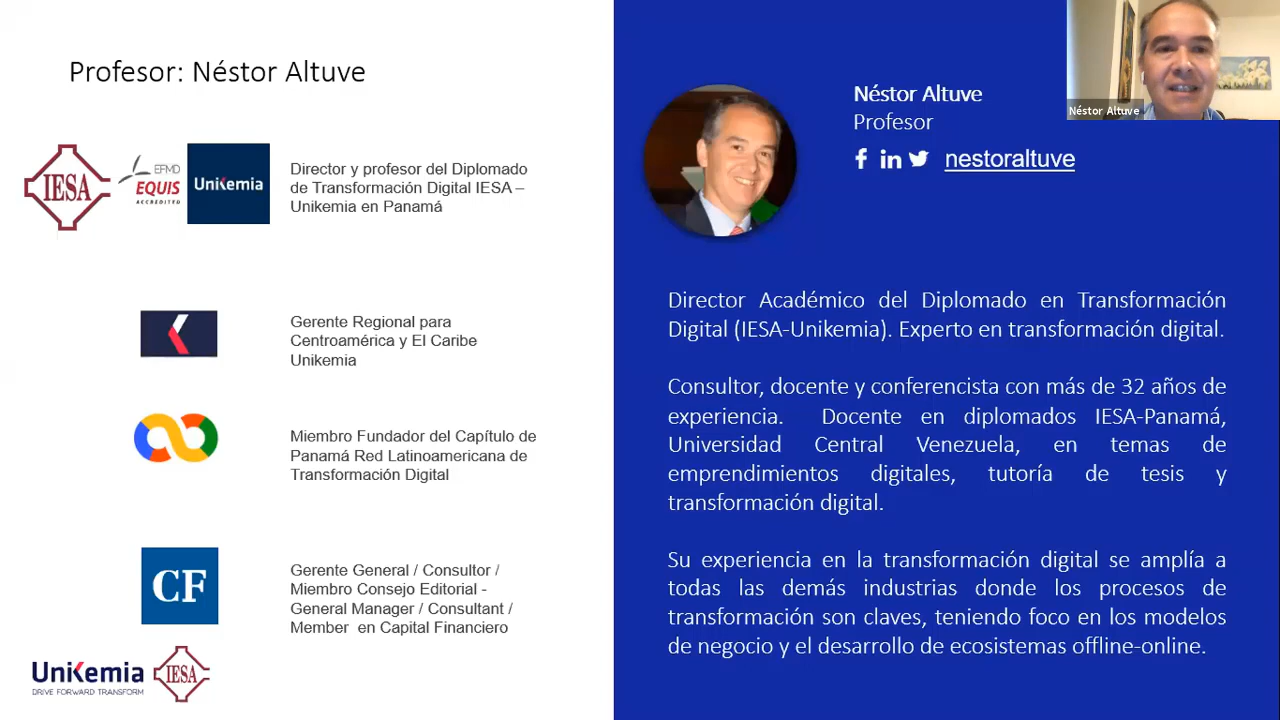 Profesor: Néstor Altuve
IESA
EFMD
EQUIS
ACCREDITED
UniKemia
Director y profesor del Diplomado
de Transformación Digital IESA –
Unikemia en Panamá
Gerente Regional para
Centroamérica y El Caribe
Unikemia
Miembro Fundador del Capítulo de
Panamá Red Latinoamericana de
Transformación Digital
CF
Gerente General / Consultor /
Miembro Consejo Editorial -
General Manager / Consultant /
Member en Capital Financiero
UniKemia
DRIVE FORWARD TRANSFORM
IESA
Néstor Altuve
Profesor
nestoraltuve
Néstor Altuve
Director Académico del Diplomado en Transformación
Digital (IESA-Unikemia). Experto en transformación digital.
Consultor, docente y conferencista con más de 32 años de
experiencia. Docente en diplomados IESA-Panamá,
Universidad Central Venezuela, en temas de
emprendimientos digitales, tutoría de tesis y
transformación digital.
Su experiencia en la transformación digital se amplía a
todas las demás industrias donde los procesos de
transformación son claves, teniendo foco en los modelos
de negocio y el desarrollo de ecosistemas offline-online.